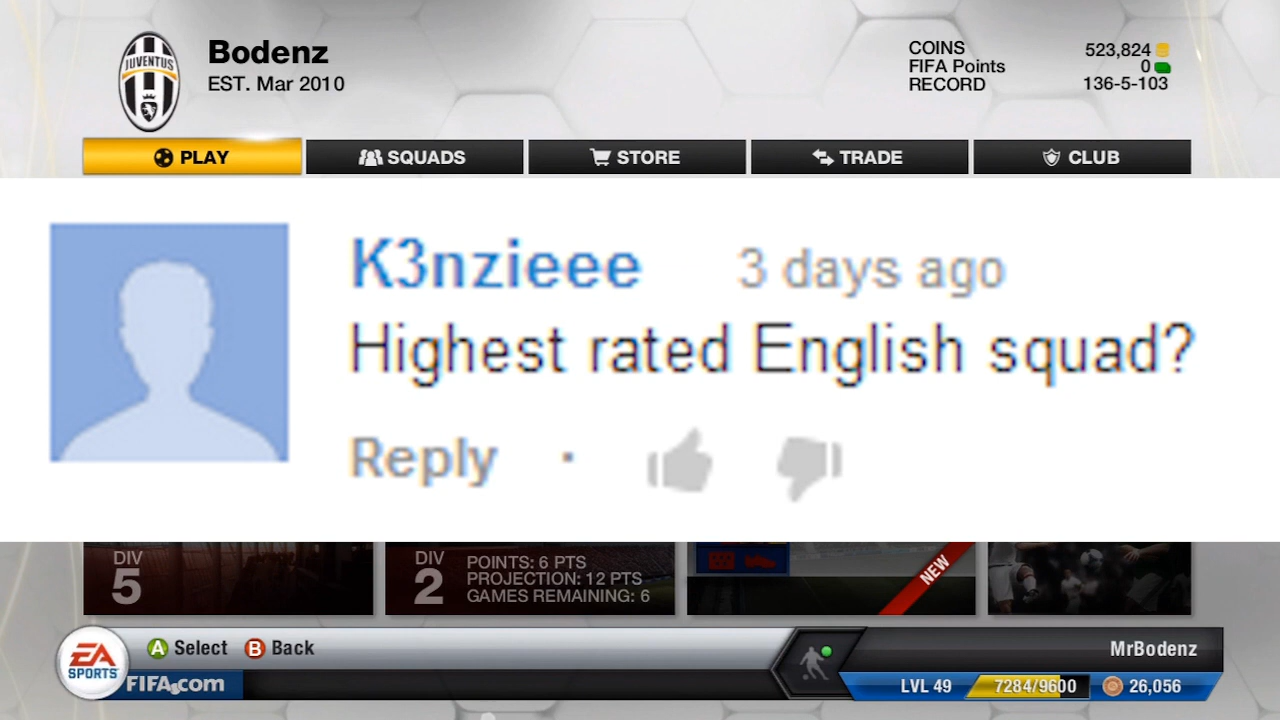 JUVENTUS
Bodenz
EST. Mar 2010
COINS 523,824
FIFA Points 0
RECORD 136-5-103
PLAY SQUADS STORE TRADE CLUB
K3nzieee 3 days ago
Highest rated English squad?
Reply ·
DIV
5
DIV
2
POINTS: 6 PTS
PROJECTION: 12 PTS
GAMES REMAINING: 6
NEW
EA
SPORTS
A Select B Back
MrBodenz
FIFA.com
LVL 49 7284/9600 26,056